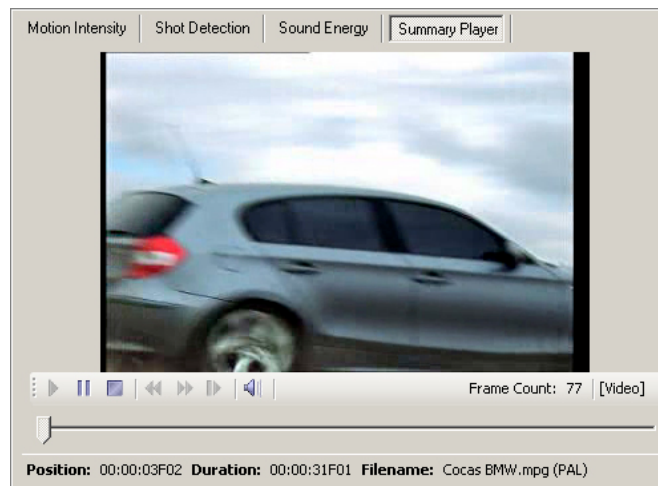 Motion Intensity Shot Detection Sound Energy Summary Player
Frame Count: 77 [Video]
Position: 00:00:03F02 Duration: 00:00:31F01 Filename: Cocas BMW.mpg (PAL)